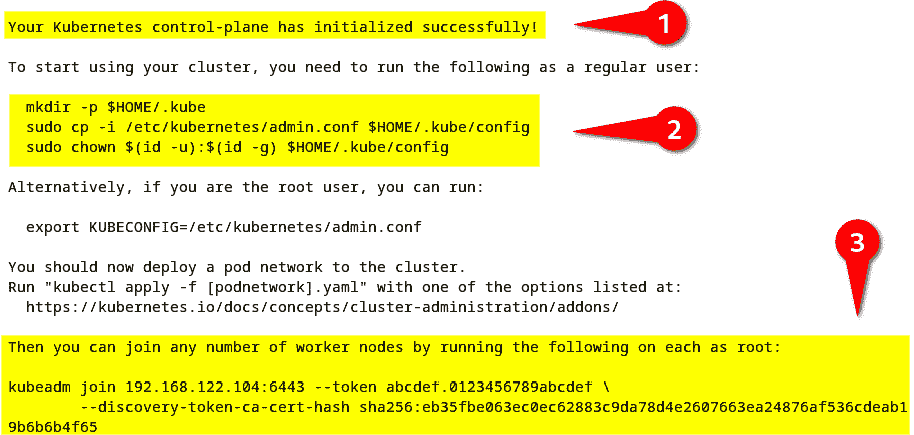 Your Kubernetes control-plane has initialized successfully!
1
To start using your cluster, you need to run the following as a regular user:
mkdir -p $HOME/.kube
sudo cp -i /etc/kubernetes/admin.conf $HOME/.kube/config
2
sudo chown $(id -u):$(id -g) $HOME/.kube/config
Alternatively, if you are the root user, you can run:
export KUBECONFIG=/etc/kubernetes/admin.conf
3
You should now deploy a pod network to the cluster.
Run "kubectl apply -f [podnetwork].yaml" with one of the options listed at:
https://kubernetes.io/docs/concepts/cluster-administration/addons/
Then you can join any number of worker nodes by running the following on each as root:
kubeadm join 192.168.122.104:6443 --token abcdef.0123456789abcdef \
--discovery-token-ca-cert-hash sha256:eb35fbe063ec0ec62883c9da78d4e2607663ea24876af536cdeab1
9b6b6b4f65